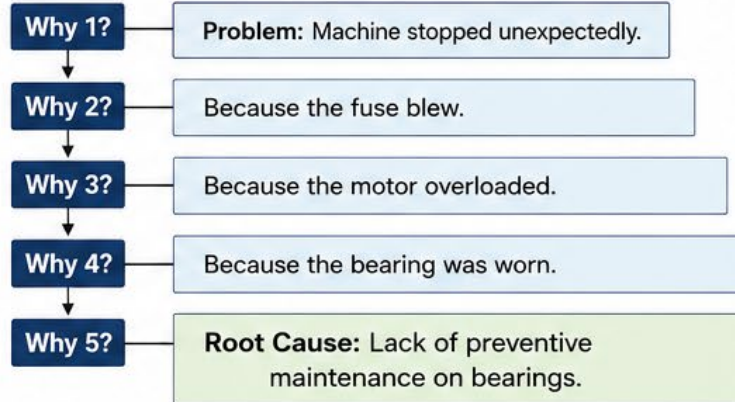 Why 1?
Problem: Machine stopped unexpectedly.
Why 2?
Because the fuse blew.
Why 3?
Because the motor overloaded.
Why 4?
Because the bearing was worn.
Why 5?
Root Cause: Lack of preventive
maintenance on bearings.